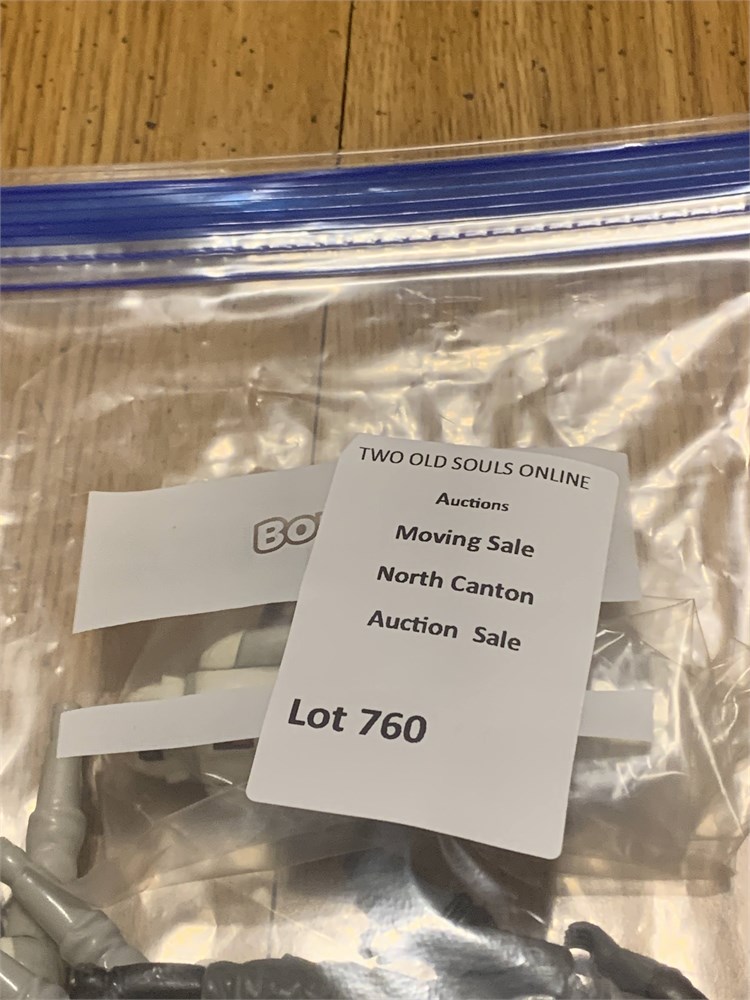 TWO OLD SOULS ONLINE
Auctions
Moving Sale
North Canton
Auction Sale
Lot 760